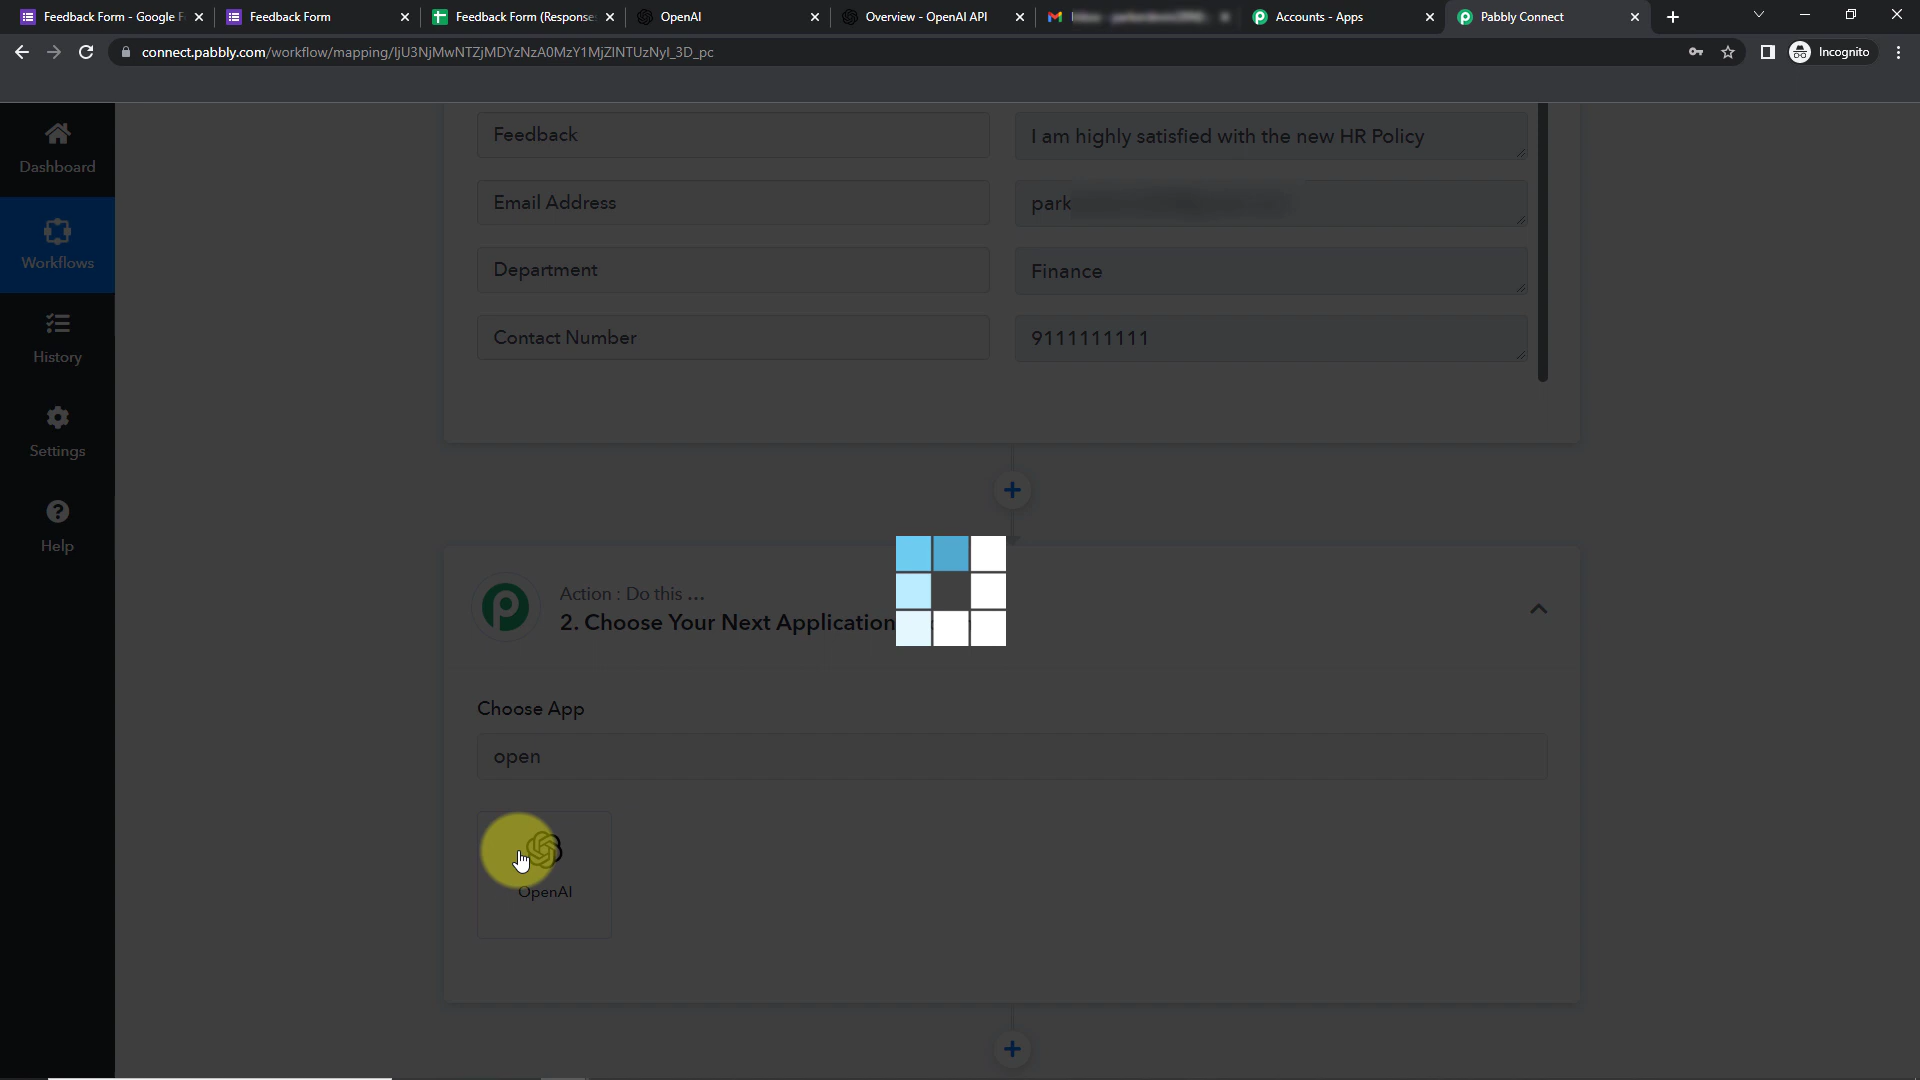 Feedback Form - Google F
Feedback Form
Feedback Form (Response
OpenAI
Overview - OpenAI API
Accounts - Apps
Pabbly Connect
connect.pabbly.com/workflow/mapping/IjU3NjMwNTZjMDYzNzA0MzY1MjZlNTUzNyI_3D_pc
Incognito
Dashboard
Workflows
History
Settings
Help
Feedback
I am highly satisfied with the new HR Policy
Email Address
park
Department
Finance
Contact Number
9111111111
Action : Do this ...
2. Choose Your Next Application
Choose App
open
OpenAI